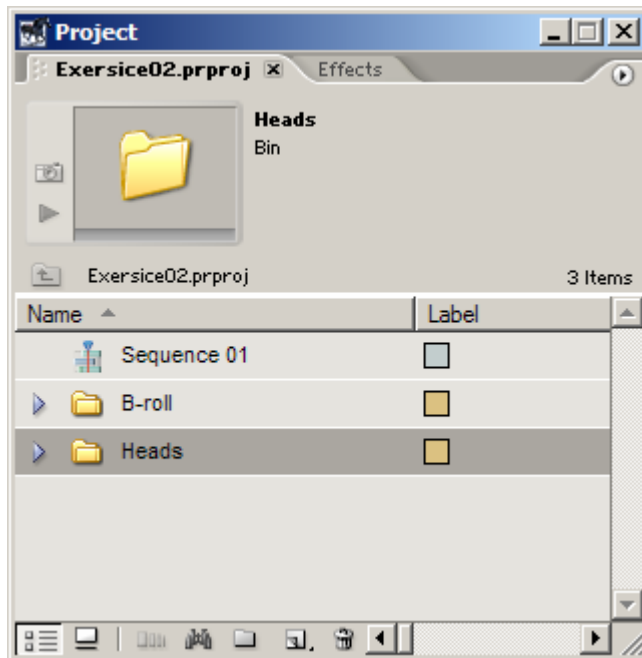 Project
Exersice02.prproj Effects
Heads
Bin
Exersice02.prproj 3 Items
Name Label
Sequence 01
B-roll
Heads